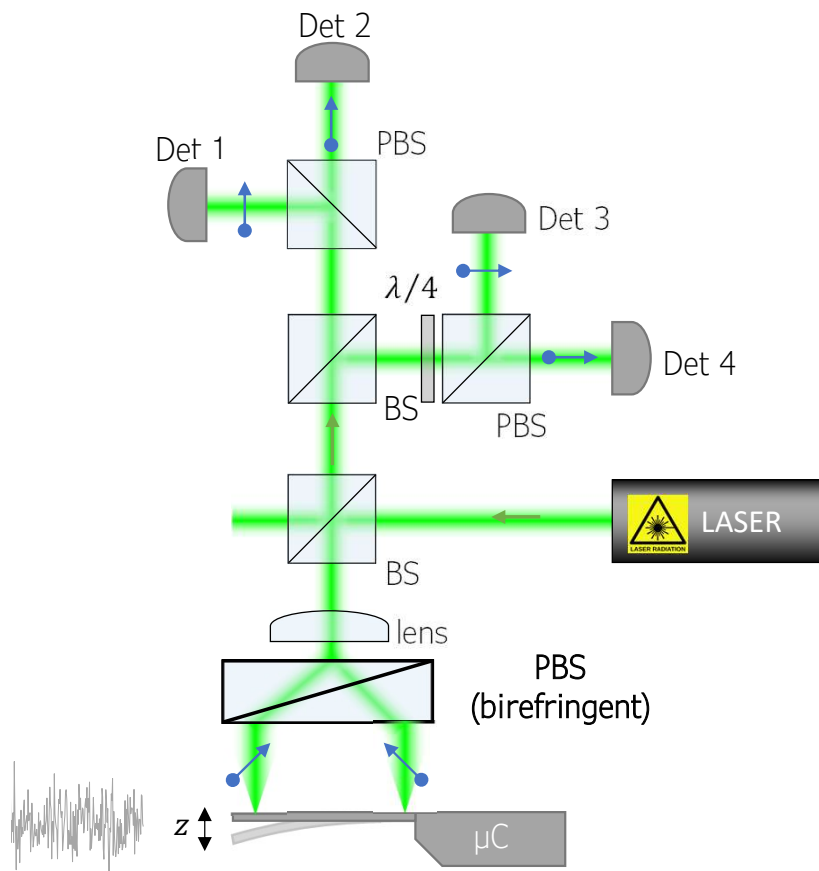 Det 2
PBS
Det 1
Det 3
λ/4
Det 4
BS
PBS
LASER
LASER RADIATION
BS
lens
PBS
(birefringent)
z
μC